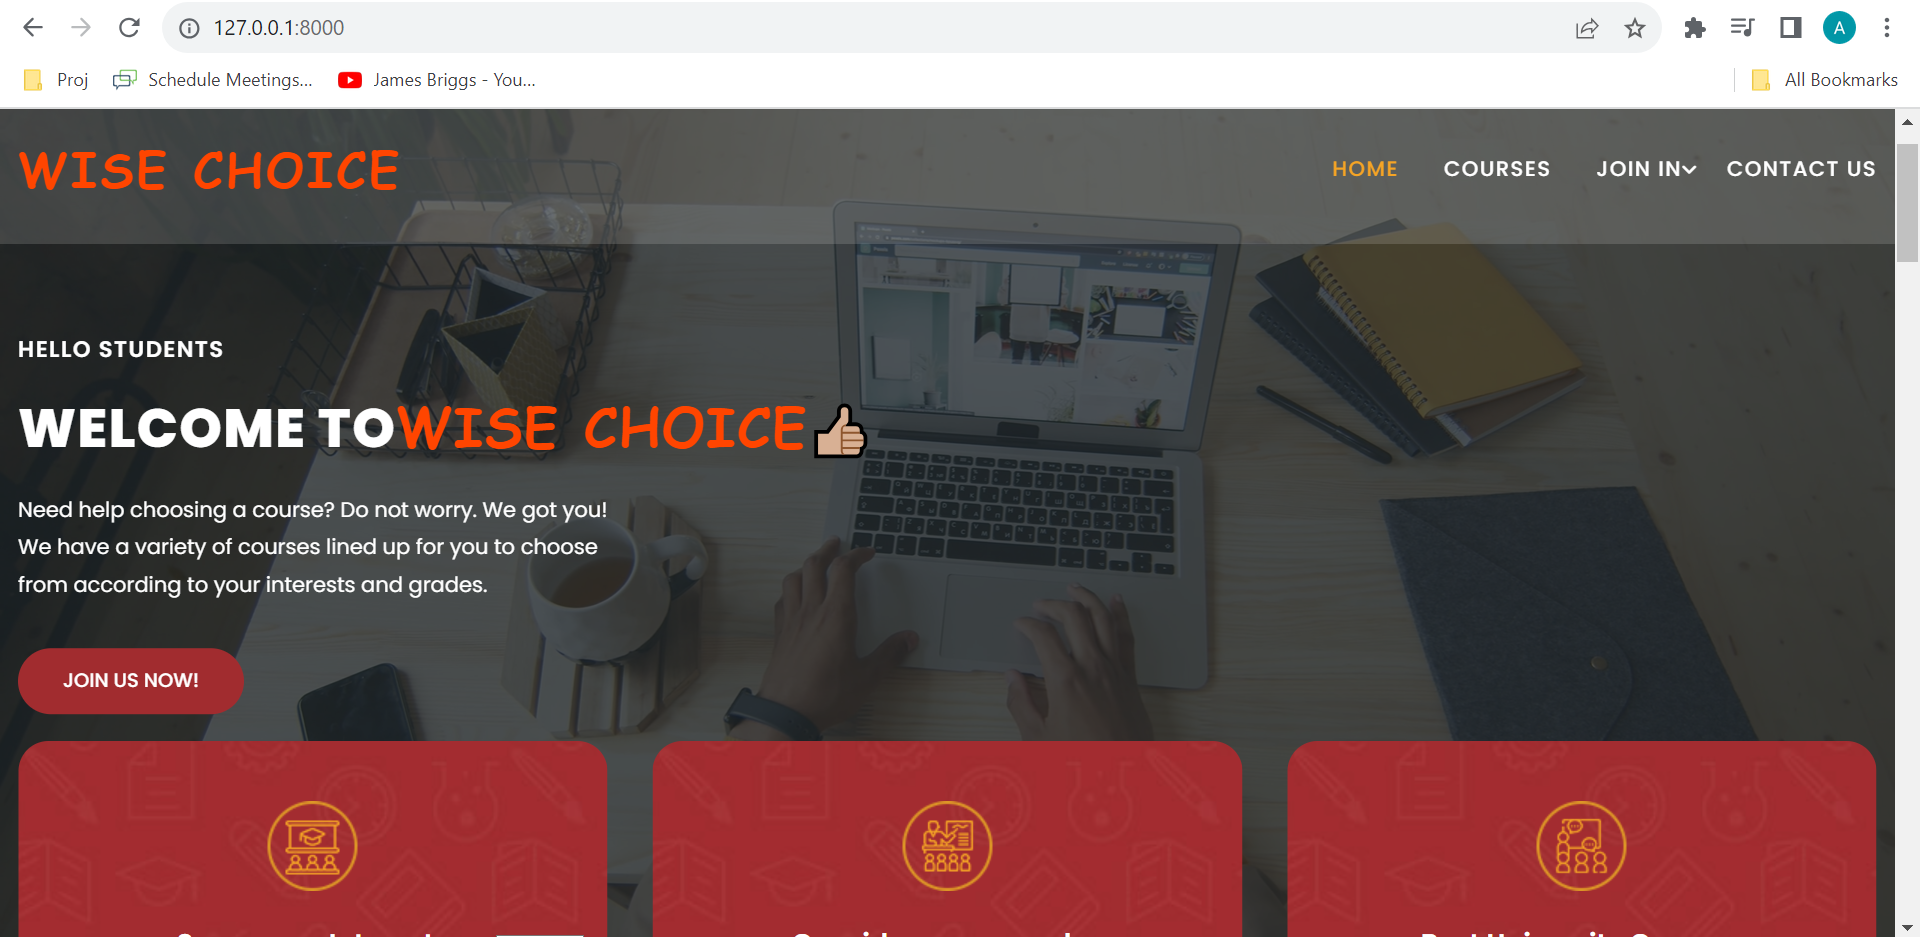 127.0.0.1:8000
A
Proj
Schedule Meetings...
James Briggs - You...
All Bookmarks
WISE CHOICE
HOME
COURSES
JOIN IN
CONTACT US
HELLO STUDENTS
WELCOME TO WISE CHOICE
Need help choosing a course? Do not worry. We got you!
We have a variety of courses lined up for you to choose
from according to your interests and grades.
JOIN US NOW!